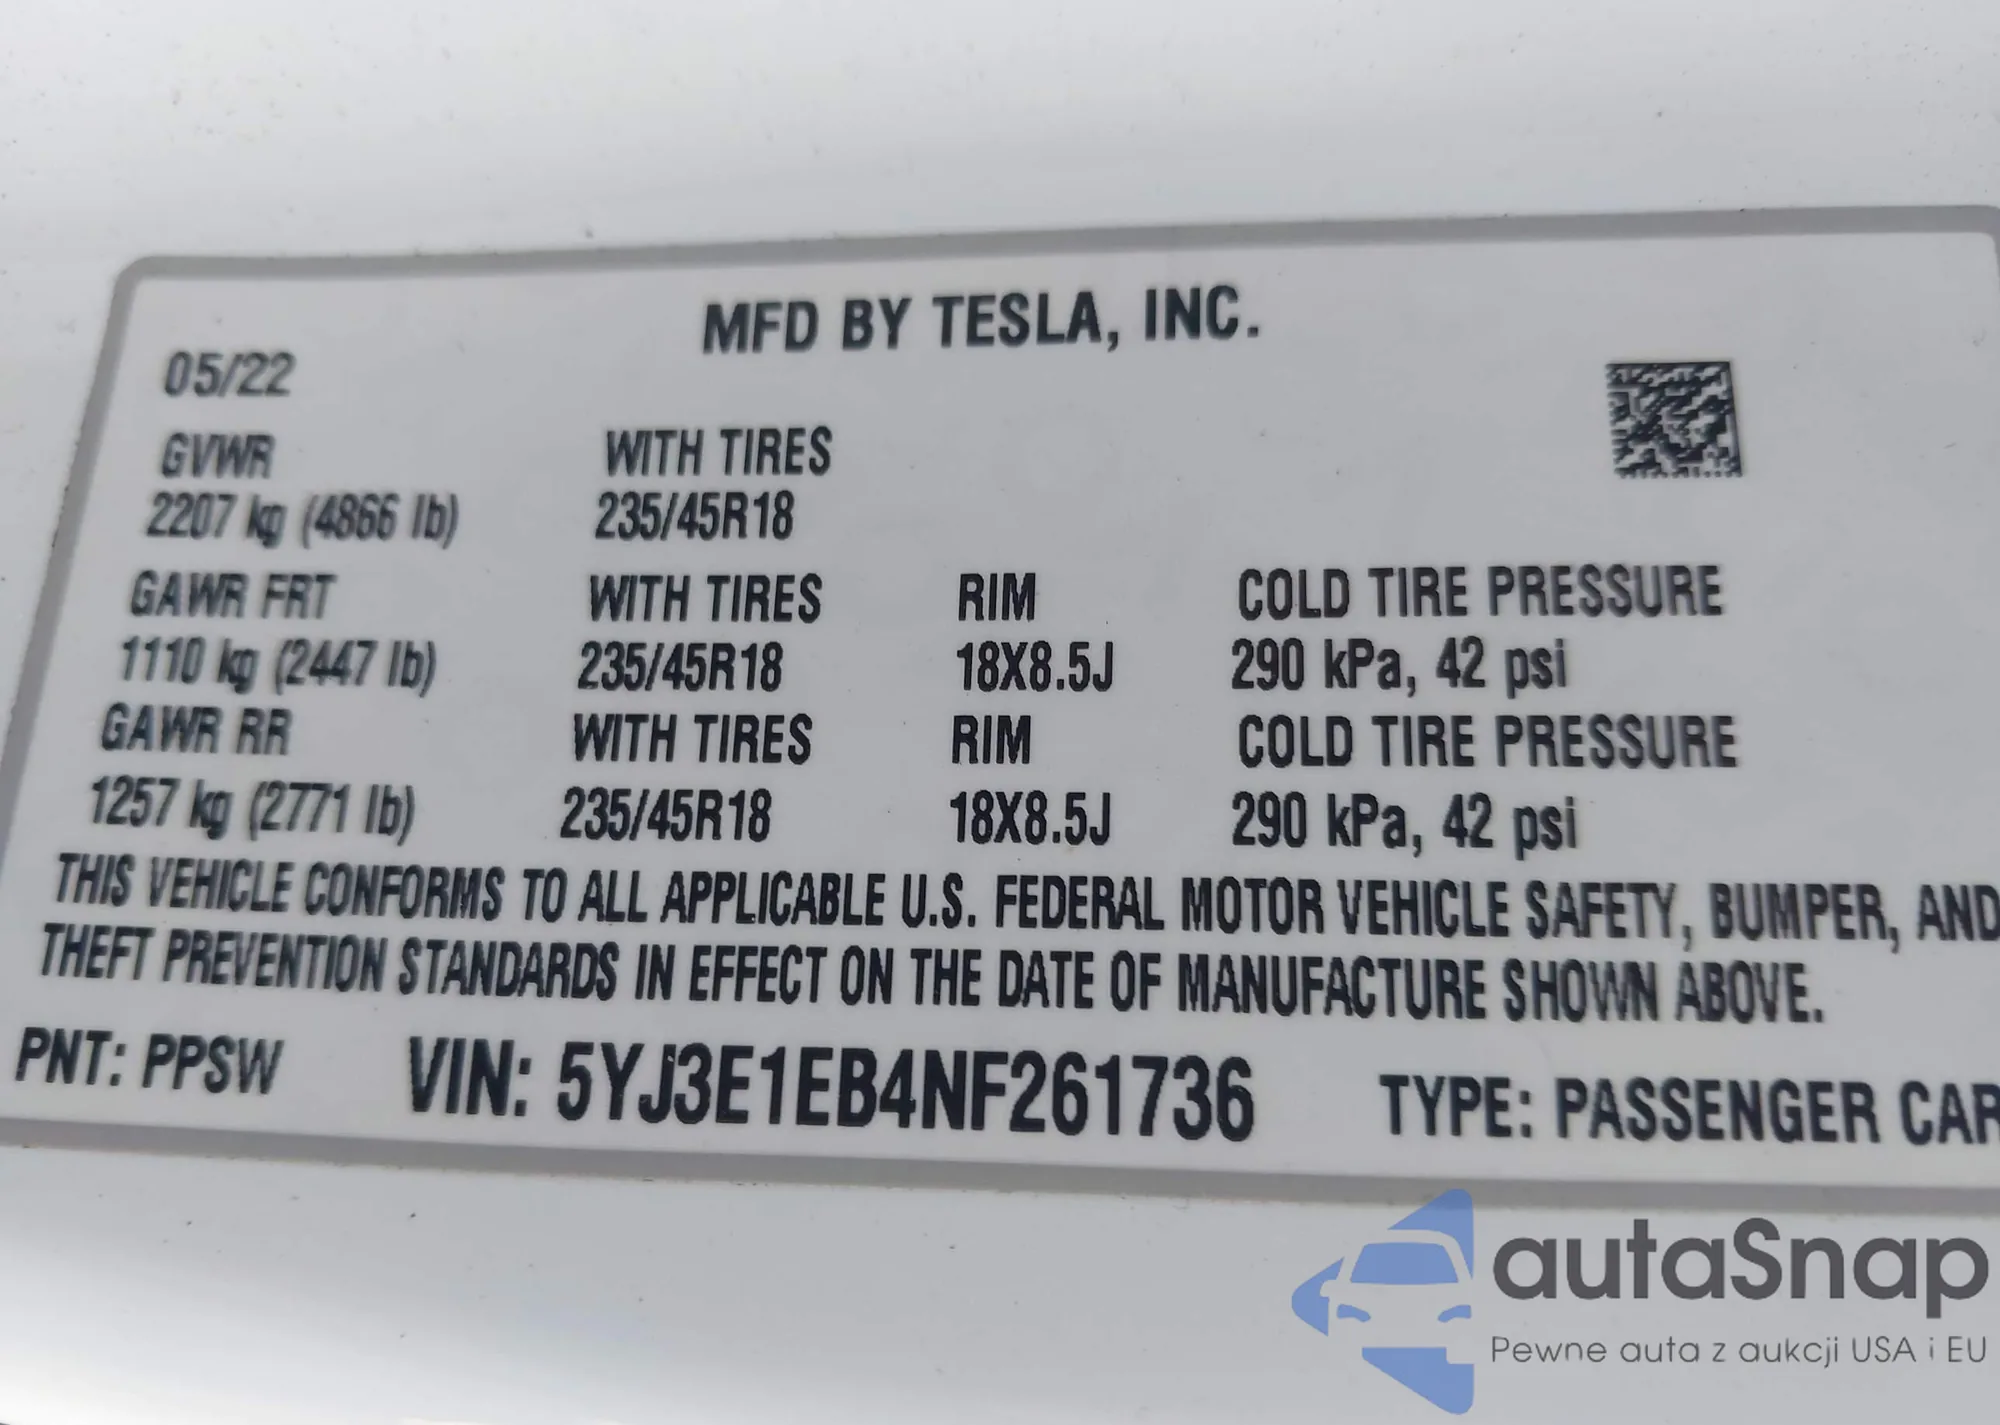 MFD BY TESLA, INC.
05/22
GVWR WITH TIRES
2207 kg (4866 lb) 235/45R18
GAWR FRT WITH TIRES RIM COLD TIRE PRESSURE
1110 kg (2447 lb) 235/45R18 18X8.5J 290 kPa, 42 psi
GAWR RR WITH TIRES RIM COLD TIRE PRESSURE
1257 kg (2771 lb) 235/45R18 18X8.5J 290 kPa, 42 psi
THIS VEHICLE CONFORMS TO ALL APPLICABLE U.S. FEDERAL MOTOR VEHICLE SAFETY, BUMPER, AND
THEFT PREVENTION STANDARDS IN EFFECT ON THE DATE OF MANUFACTURE SHOWN ABOVE.
PNT: PPSW VIN: 5YJ3E1EB4NF261736 TYPE: PASSENGER CAR
autaSnap
Pewne auta z aukcji USA i EU